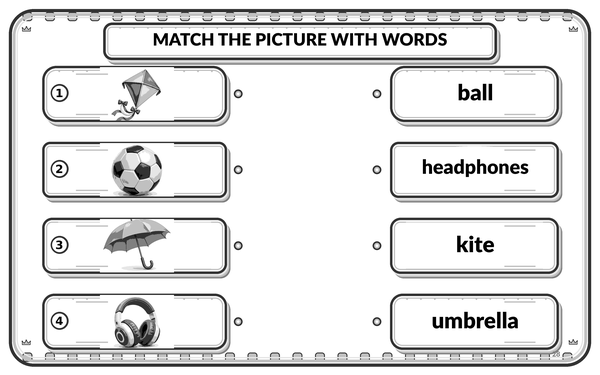 MATCH THE PICTURE WITH WORDS
1
ball
2
headphones
3
kite
4
umbrella